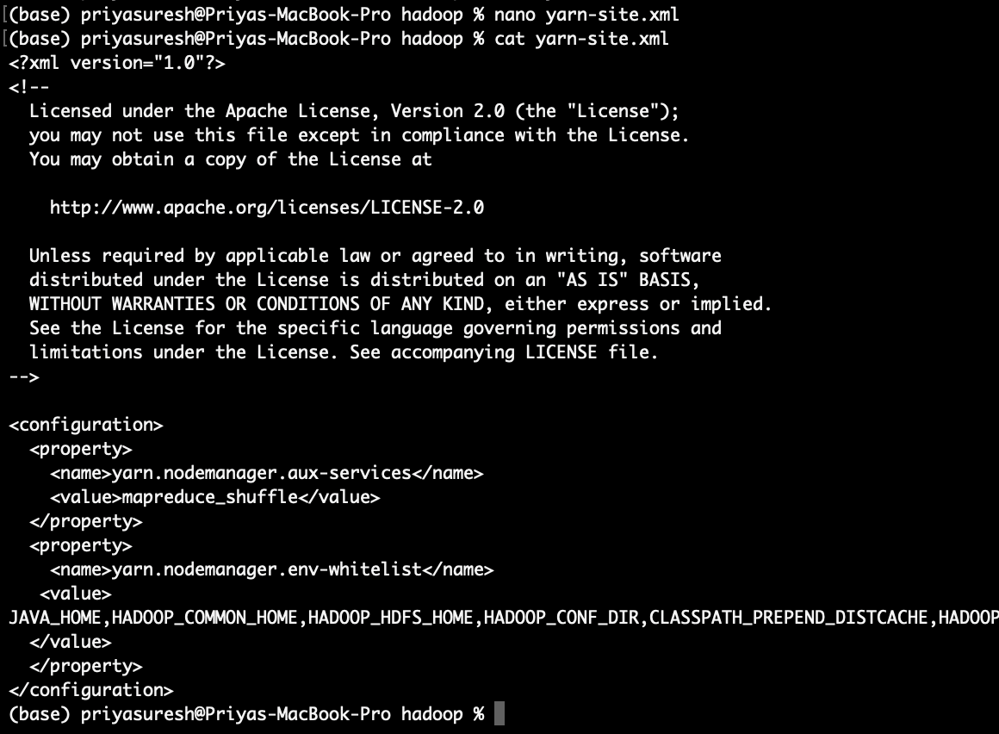 [(base) priyasuresh@Priyas-MacBook-Pro hadoop % nano yarn-site.xml
[(base) priyasuresh@Priyas-MacBook-Pro hadoop % cat yarn-site.xml
<?xml version="1.0"?>
<!--
  Licensed under the Apache License, Version 2.0 (the "License");
  you may not use this file except in compliance with the License.
  You may obtain a copy of the License at

    http://www.apache.org/licenses/LICENSE-2.0

  Unless required by applicable law or agreed to in writing, software
  distributed under the License is distributed on an "AS IS" BASIS,
  WITHOUT WARRANTIES OR CONDITIONS OF ANY KIND, either express or implied.
  See the License for the specific language governing permissions and
  limitations under the License. See accompanying LICENSE file.
-->

<configuration>
  <property>
    <name>yarn.nodemanager.aux-services</name>
    <value>mapreduce_shuffle</value>
  </property>
  <property>
    <name>yarn.nodemanager.env-whitelist</name>
   <value>
JAVA_HOME,HADOOP_COMMON_HOME,HADOOP_HDFS_HOME,HADOOP_CONF_DIR,CLASSPATH_PREPEND_DISTCACHE,HADOOP
  </value>
  </property>
</configuration>
(base) priyasuresh@Priyas-MacBook-Pro hadoop %